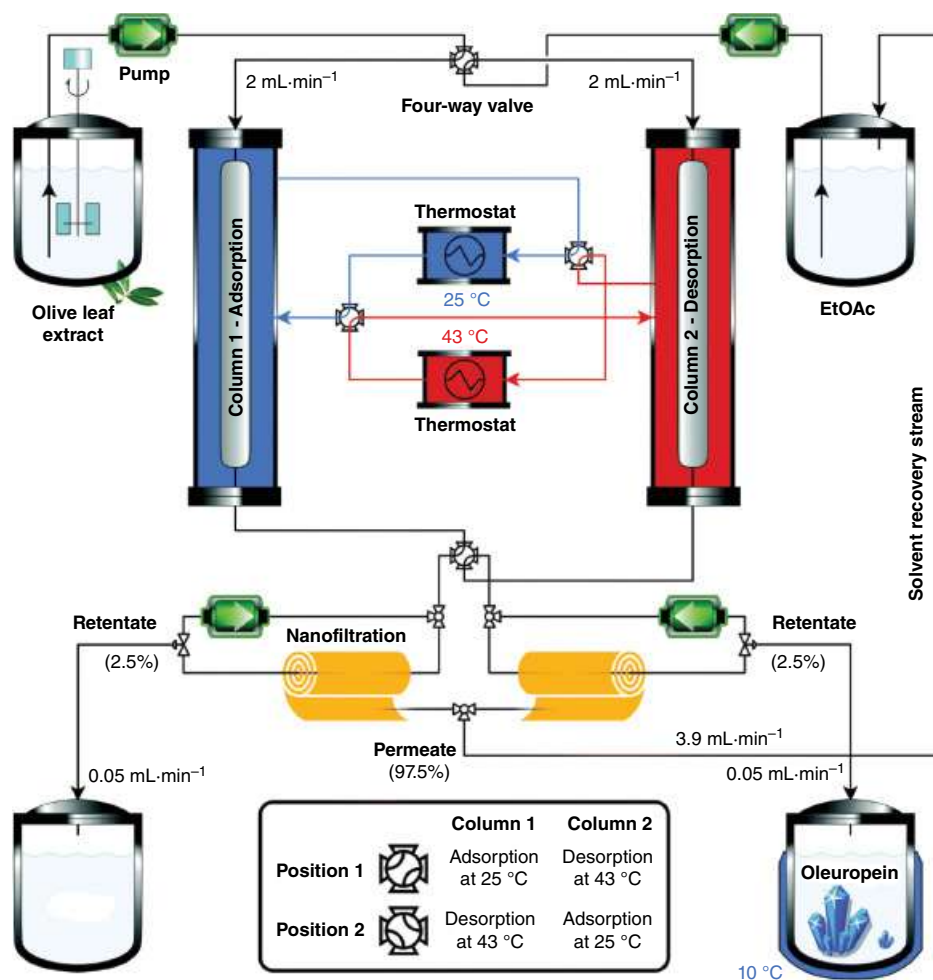 Pump
2 mL·min⁻¹
Four-way valve
2 mL·min⁻¹
Olive leaf
extract
EtOAc
Column 1 - Adsorption
Thermostat
25 °C
43 °C
Thermostat
Column 2 - Desorption
Solvent recovery stream
Retentate
(2.5%)
Nanofiltration
Retentate
(2.5%)
Permeate
(97.5%)
3.9 mL·min⁻¹
0.05 mL·min⁻¹
0.05 mL·min⁻¹
Column 1 Column 2
Position 1 Adsorption Desorption
at 25 °C at 43 °C
Position 2 Desorption Adsorption
at 43 °C at 25 °C
Oleuropein
10 °C